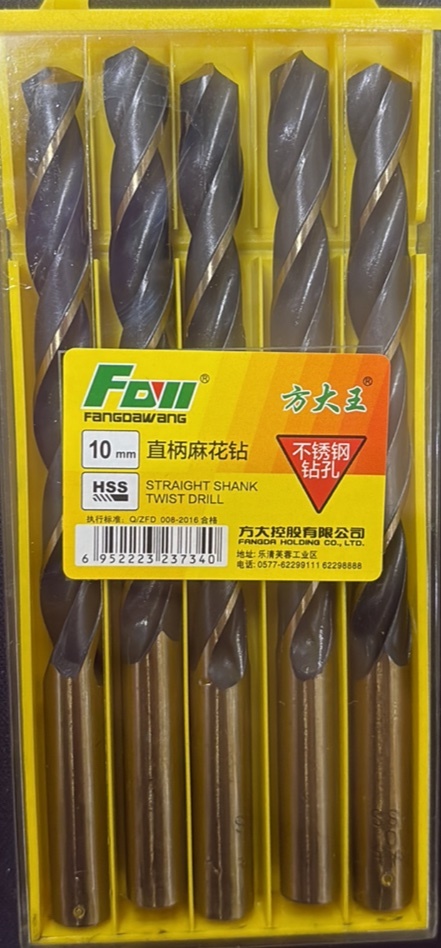 FDW®
FANGDAWANG
方大王®
10 mm
直柄麻花钻
不锈钢
钻孔
HSS
STRAIGHT SHANK
TWIST DRILL
执行标准: Q/ZFD 008-2016 合格
6 952223 237340
方大控股有限公司
FANGDA HOLDING CO., LTD.
地址: 乐清芙蓉工业区
电话: 0577-62299111 62298888